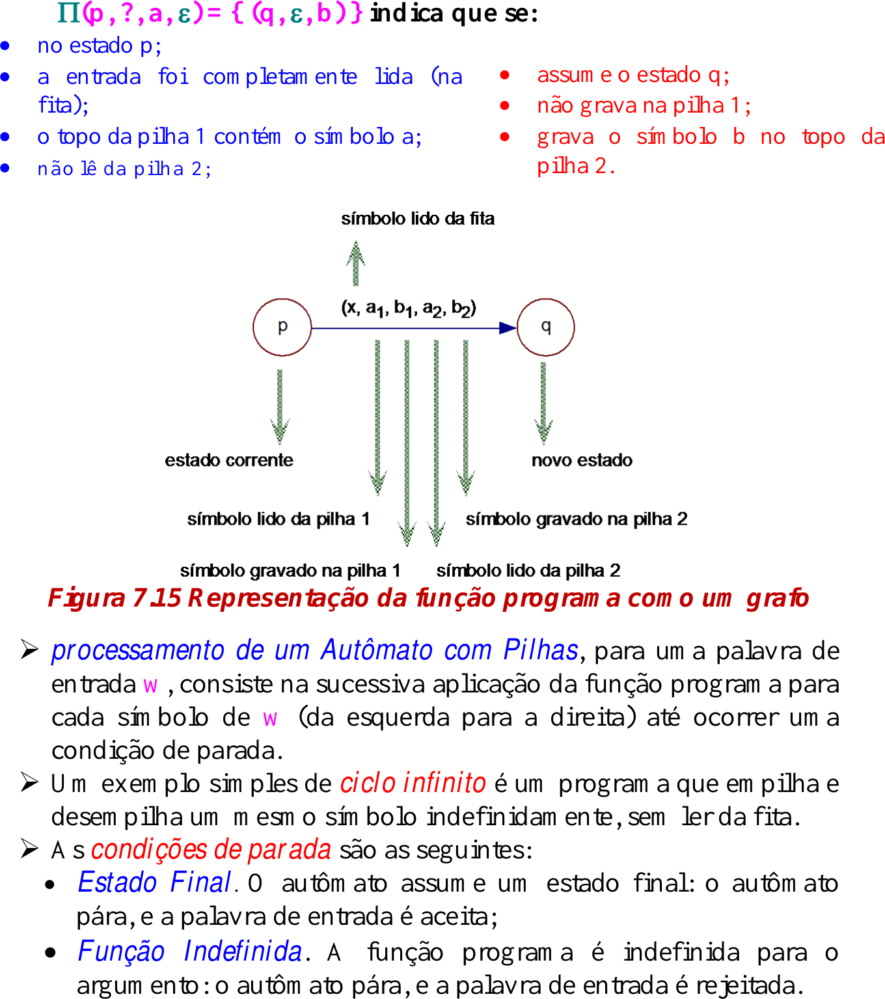 Π(p,?,a,ε)= { (q,ε,b) } indica que se:
• no estado p;
• a entrada foi completamente lida (na
fita);
• o topo da pilha 1 contém o símbolo a;
• não lê da pilha 2;
• assume o estado q;
• não grava na pilha 1;
• grava o símbolo b no topo da
pilha 2.
símbolo lido da fita
(x, a1, b1, a2, b2)
p
q
estado corrente
novo estado
símbolo lido da pilha 1
símbolo gravado na pilha 2
símbolo gravado na pilha 1
símbolo lido da pilha 2
Figura 7.15 Representação da função programa como um grafo
➢ processamento de um Autômato com Pilhas, para uma palavra de
entrada w, consiste na sucessiva aplicação da função programa para
cada símbolo de w (da esquerda para a direita) até ocorrer uma
condição de parada.
➢ Um exemplo simples de ciclo infinito é um programa que empilha e
desempilha um mesmo símbolo indefinidamente, sem ler da fita.
➢ As condições de parada são as seguintes:
• Estado Final. O autômato assume um estado final: o autômato
pára, e a palavra de entrada é aceita;
• Função Indefinida. A função programa é indefinida para o
argumento: o autômato pára, e a palavra de entrada é rejeitada.